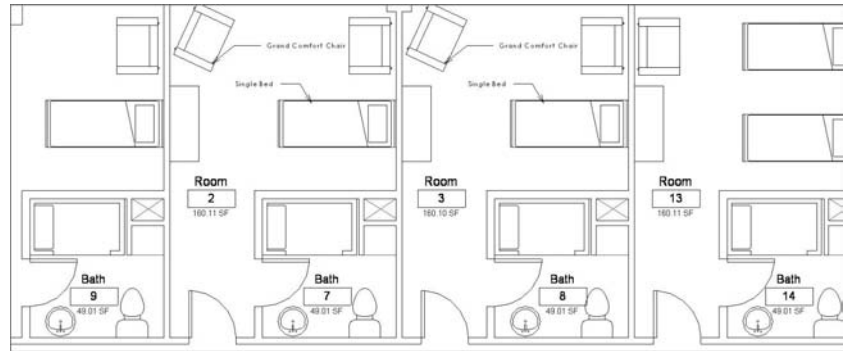 Grand Comfort Chair
Grand Comfort Chair
Single Bed
Single Bed
Room
2
160.11 SF
Room
3
160.10 SF
Room
13
160.11 SF
Bath
9
49.01 SF
Bath
7
49.01 SF
Bath
8
49.01 SF
Bath
14
49.01 SF